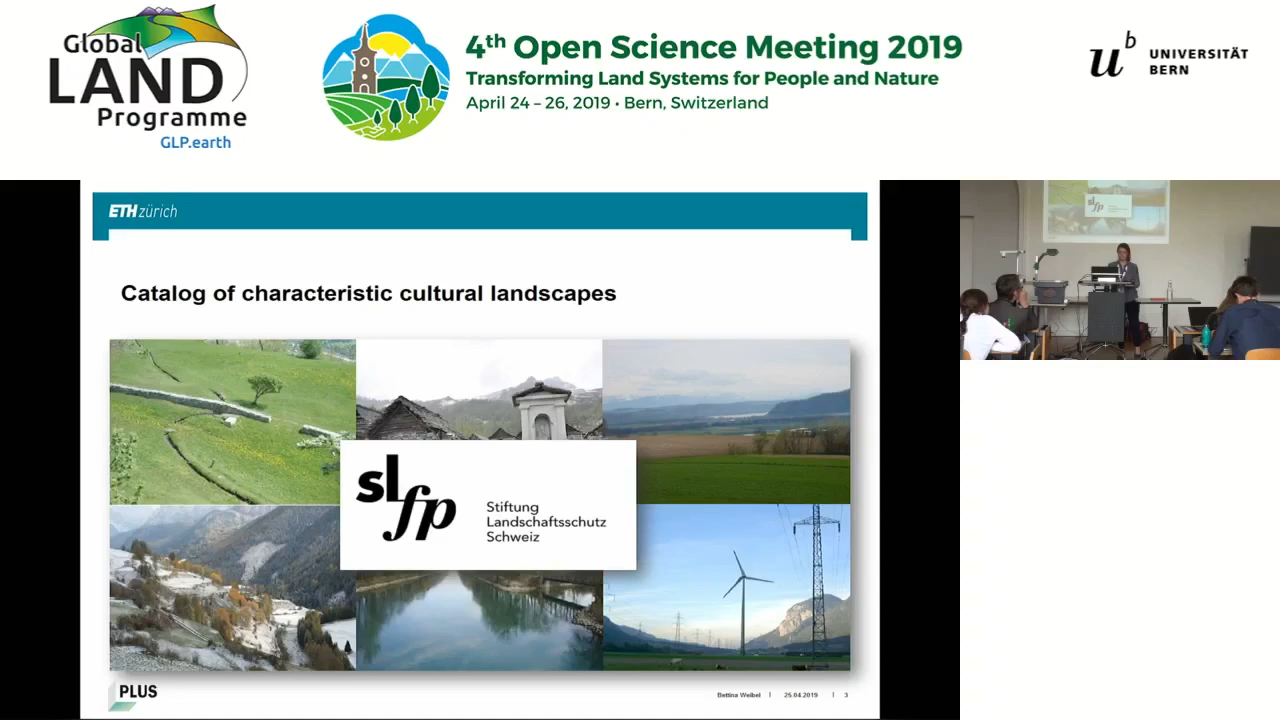 Global
LAND
Programme
GLP.earth
4th Open Science Meeting 2019
Transforming Land Systems for People and Nature
April 24 – 26, 2019 • Bern, Switzerland
u b
UNIVERSITÄT
BERN
ETH zürich
Catalog of characteristic cultural landscapes
slfp
Stiftung
Landschaftsschutz
Schweiz
PLUS
Bettina Weibel | 25.04.2019 | 3
slfp